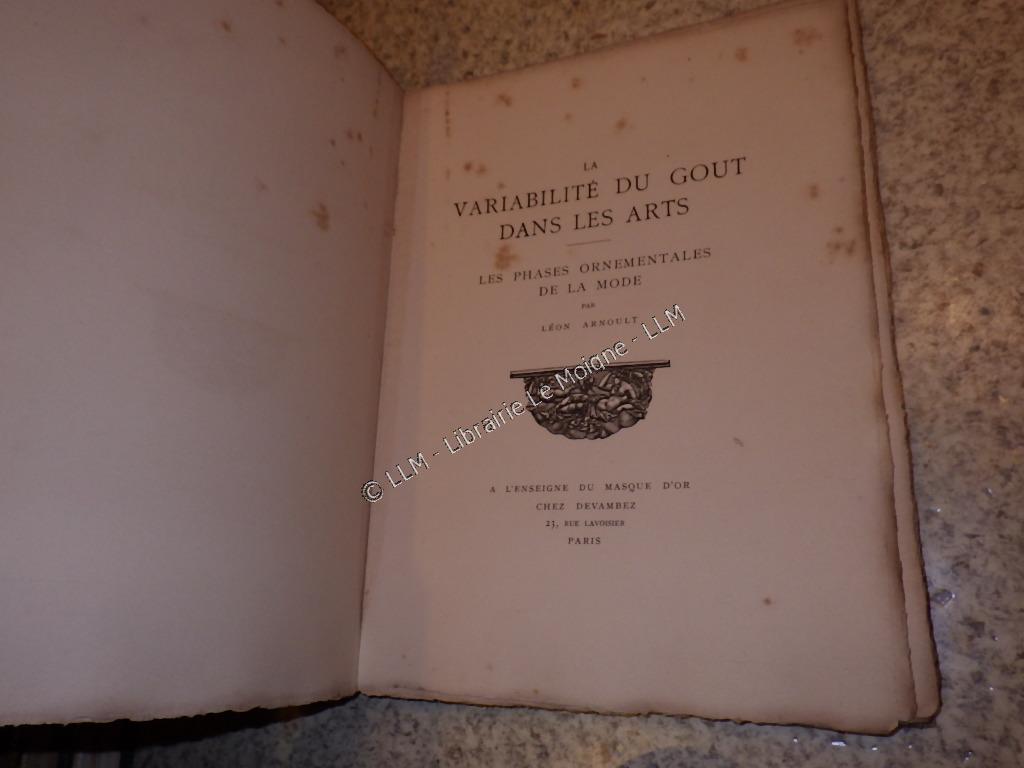 LA
VARIABILITÉ DU GOUT
DANS LES ARTS
LES PHASES ORNEMENTALES
DE LA MODE
PAR
LÉON ARNOULT
© LLM - Librairie Le Moigne - LLM
A L'ENSEIGNE DU MASQUE D'OR
CHEZ DEVAMBEZ
23, RUE LAVOISIER
PARIS